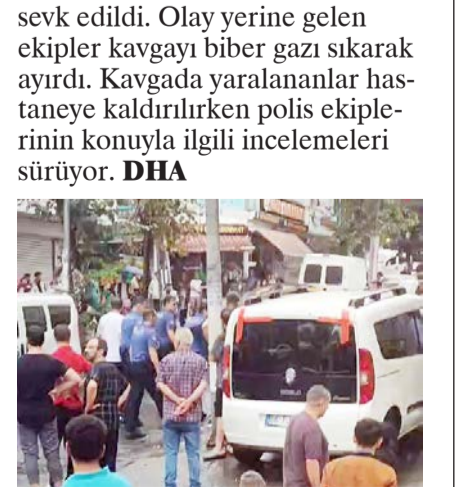 sevk edildi. Olay yerine gelen
ekipler kavgayı biber gazı sıkarak
ayırdı. Kavgada yaralananlar has-
taneye kaldırılırken polis ekiple-
rinin konuyla ilgili incelemeleri
sürüyor. DHA